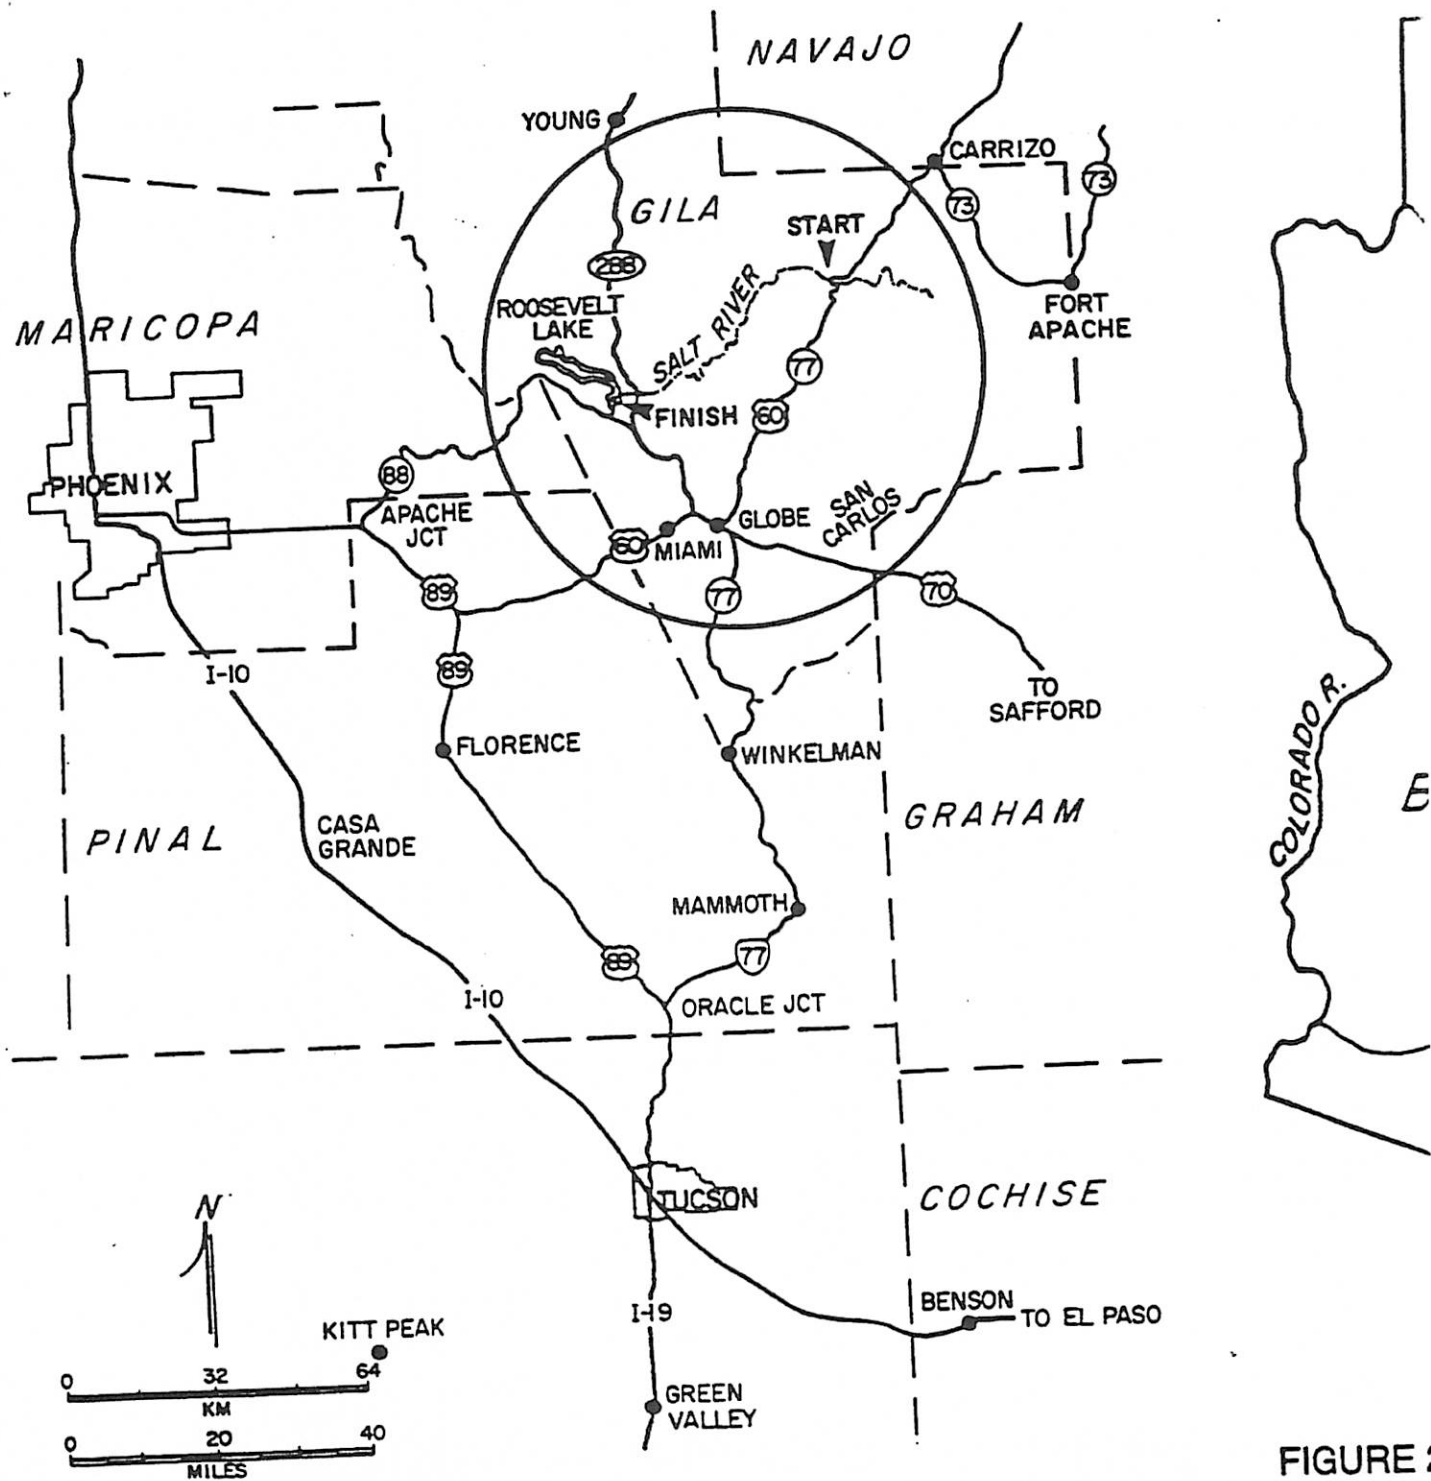 NAVAJO
YOUNG
CARRIZO
73
73
GILA
START
288
ROOSEVELT
LAKE
SALT RIVER
FORT
APACHE
MARICOPA
77
60
FINISH
PHOENIX
88
APACHE
JCT
SAN
CARLOS
GLOBE
60
MIAMI
89
77
70
I-10
89
TO
SAFFORD
COLORADO R.
FLORENCE
WINKELMAN
PINAL
CASA
GRANDE
GRAHAM
E
MAMMOTH
89
77
I-10
ORACLE JCT
TUCSON
COCHISE
N
I-19
BENSON
TO EL PASO
KITT PEAK
0 32 64
KM
GREEN
VALLEY
0 20 40
MILES
FIGURE 2